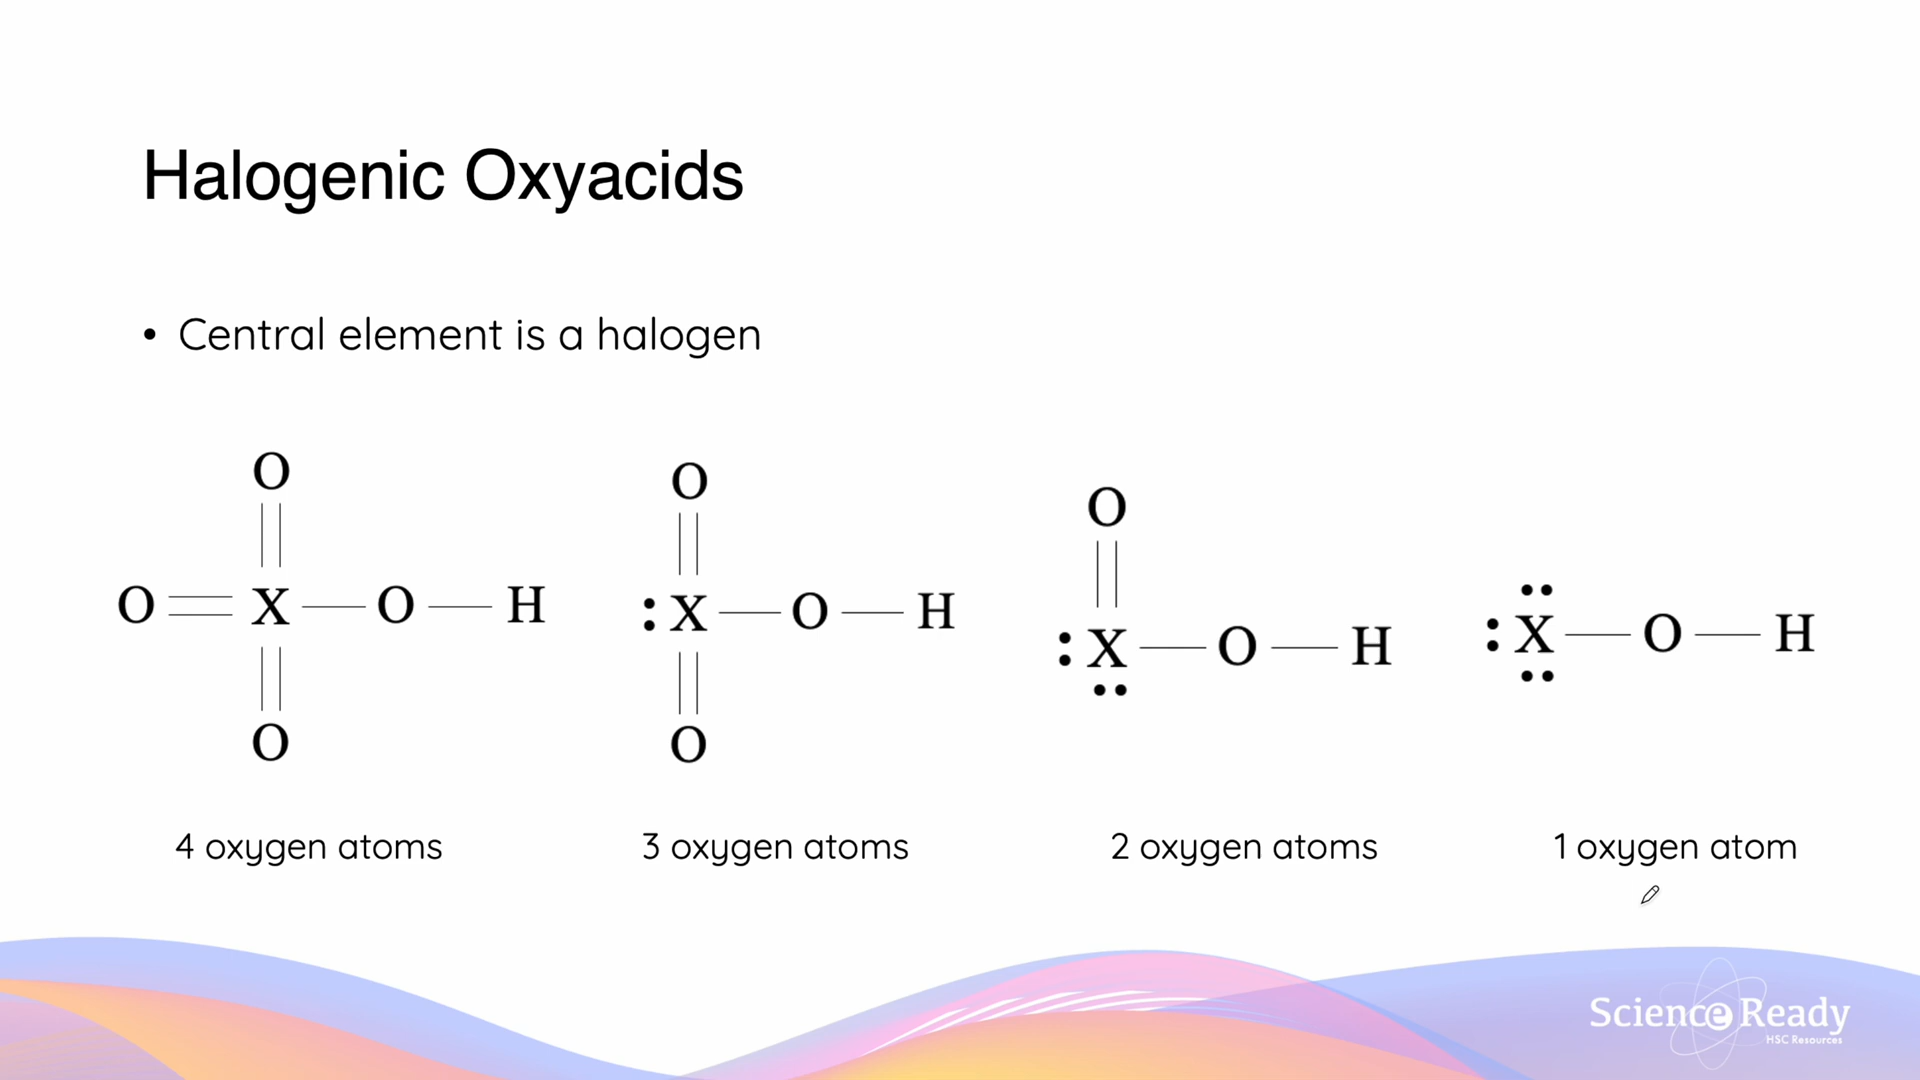 Halogenic Oxyacids
• Central element is a halogen
O
O X O H
O
O
: X O H
O
O
: X O H
••
••
: X O H
••
4 oxygen atoms
3 oxygen atoms
2 oxygen atoms
1 oxygen atom
Science Ready
HSC Resources